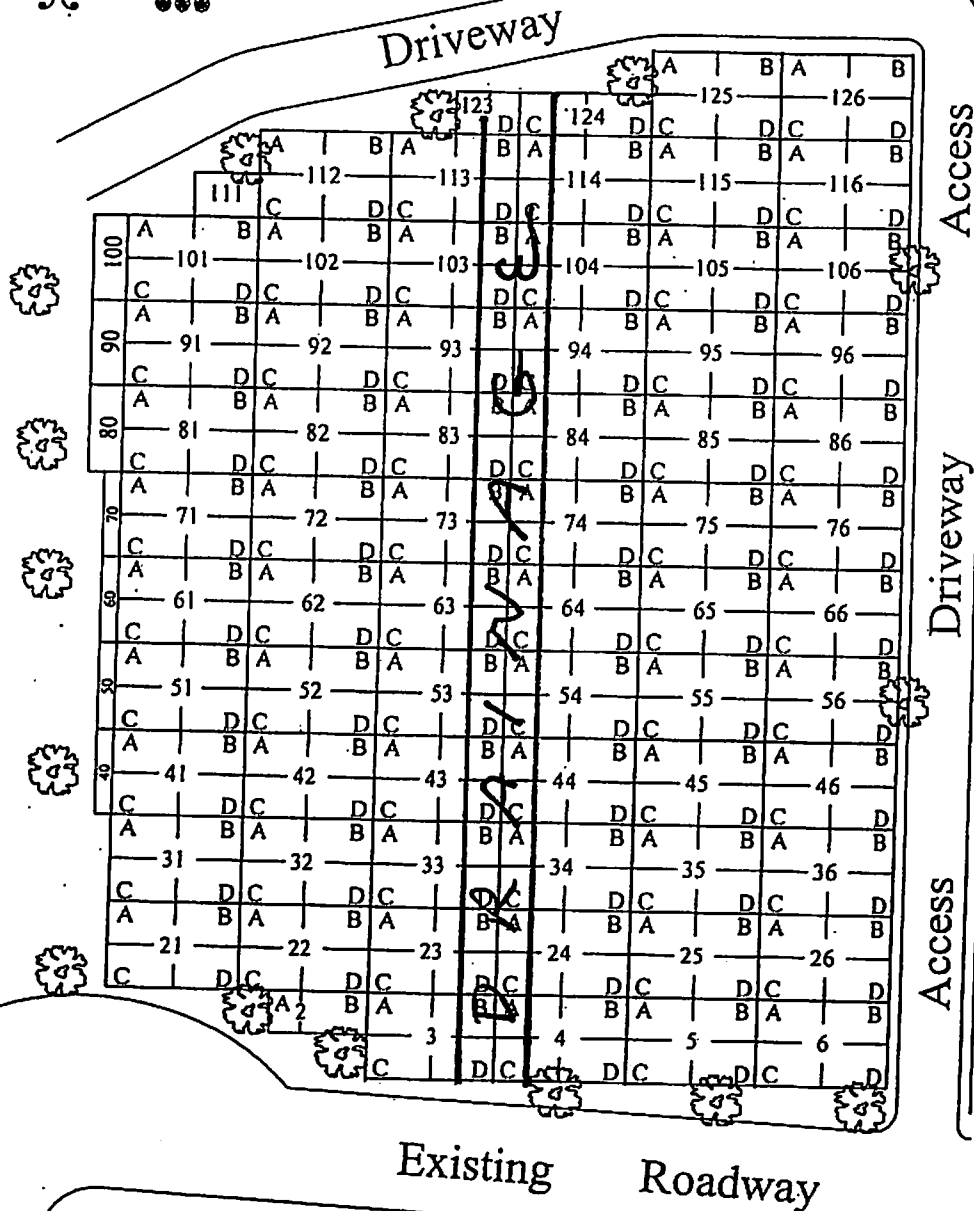 Driveway
A B A B
123 125 126
D C 124 D C D C D
A B A B A B A B A B
112 113 114 115 116
111
C D C D C D C D C D
A B A B A B A B A B A B
100 101 102 103 104 105 106
C D C D C D C D C D C D
A B A B A B A B A B A B
90 91 92 93 94 95 96
C D C D C D C D C D C D
A B A B A B A B A B A B
80 81 82 83 84 85 86
C D C D C D C D C D C D
A B A B A B A B A B A B
70 71 72 73 74 75 76
C D C D C D C D C D C D
A B A B A B A B A B A B
60 61 62 63 64 65 66
C D C D C D C D C D C D
A B A B A B A B A B A B
50 51 52 53 54 55 56
C D C D C D C D C D C D
A B A B A B A B A B A B
40 41 42 43 44 45 46
C D C D C D C D C D C D
A B A B A B A B A B A B
31 32 33 34 35 36
C D C D C D C D C D C D
A B A B A B A B A B A B
21 22 23 24 25 26
C D C D C D C D C D C D
A 2 B A B A B A B A B
3 4 5 6
C D C D C D C D
DRAINAGE
Access
Driveway
Access
Existing Roadway